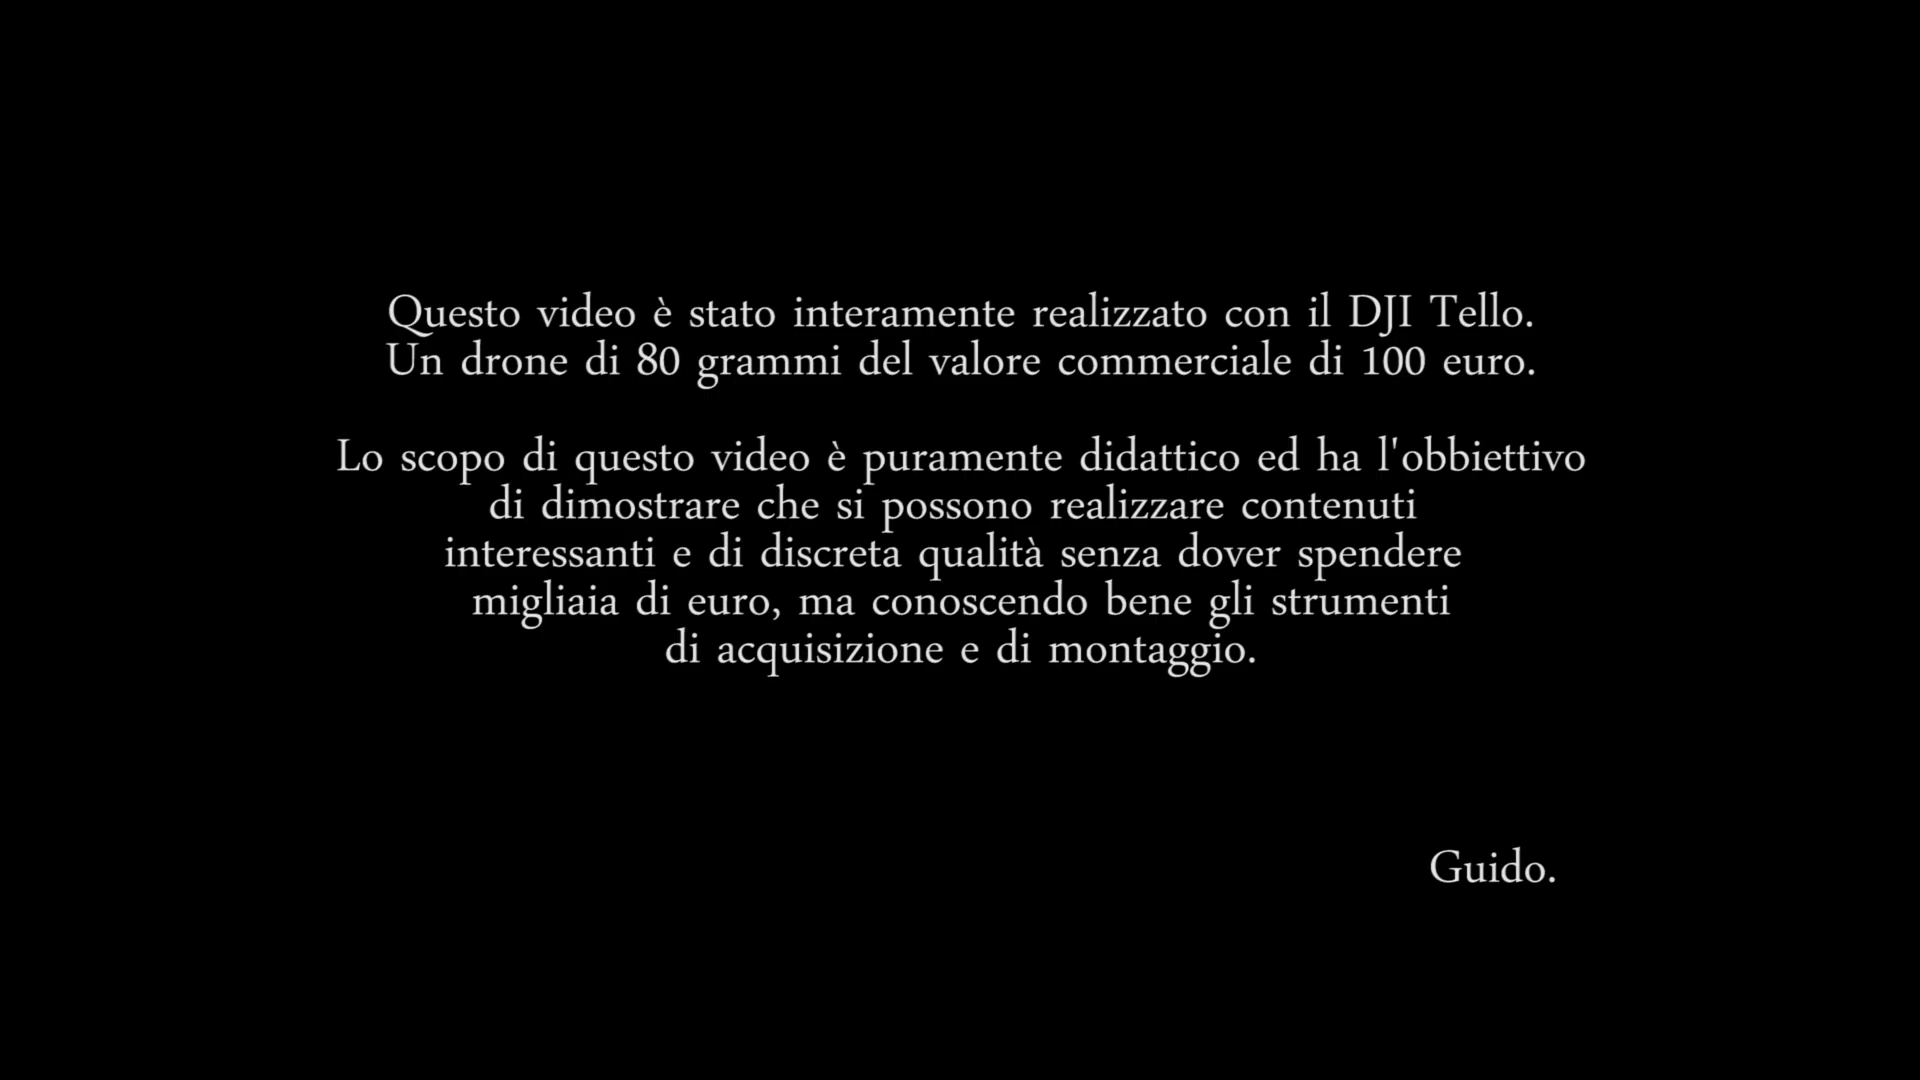 Questo video è stato interamente realizzato con il DJI Tello.
Un drone di 80 grammi del valore commerciale di 100 euro.
Lo scopo di questo video è puramente didattico ed ha l'obbiettivo
di dimostrare che si possono realizzare contenuti
interessanti e di discreta qualità senza dover spendere
migliaia di euro, ma conoscendo bene gli strumenti
di acquisizione e di montaggio.
Guido.